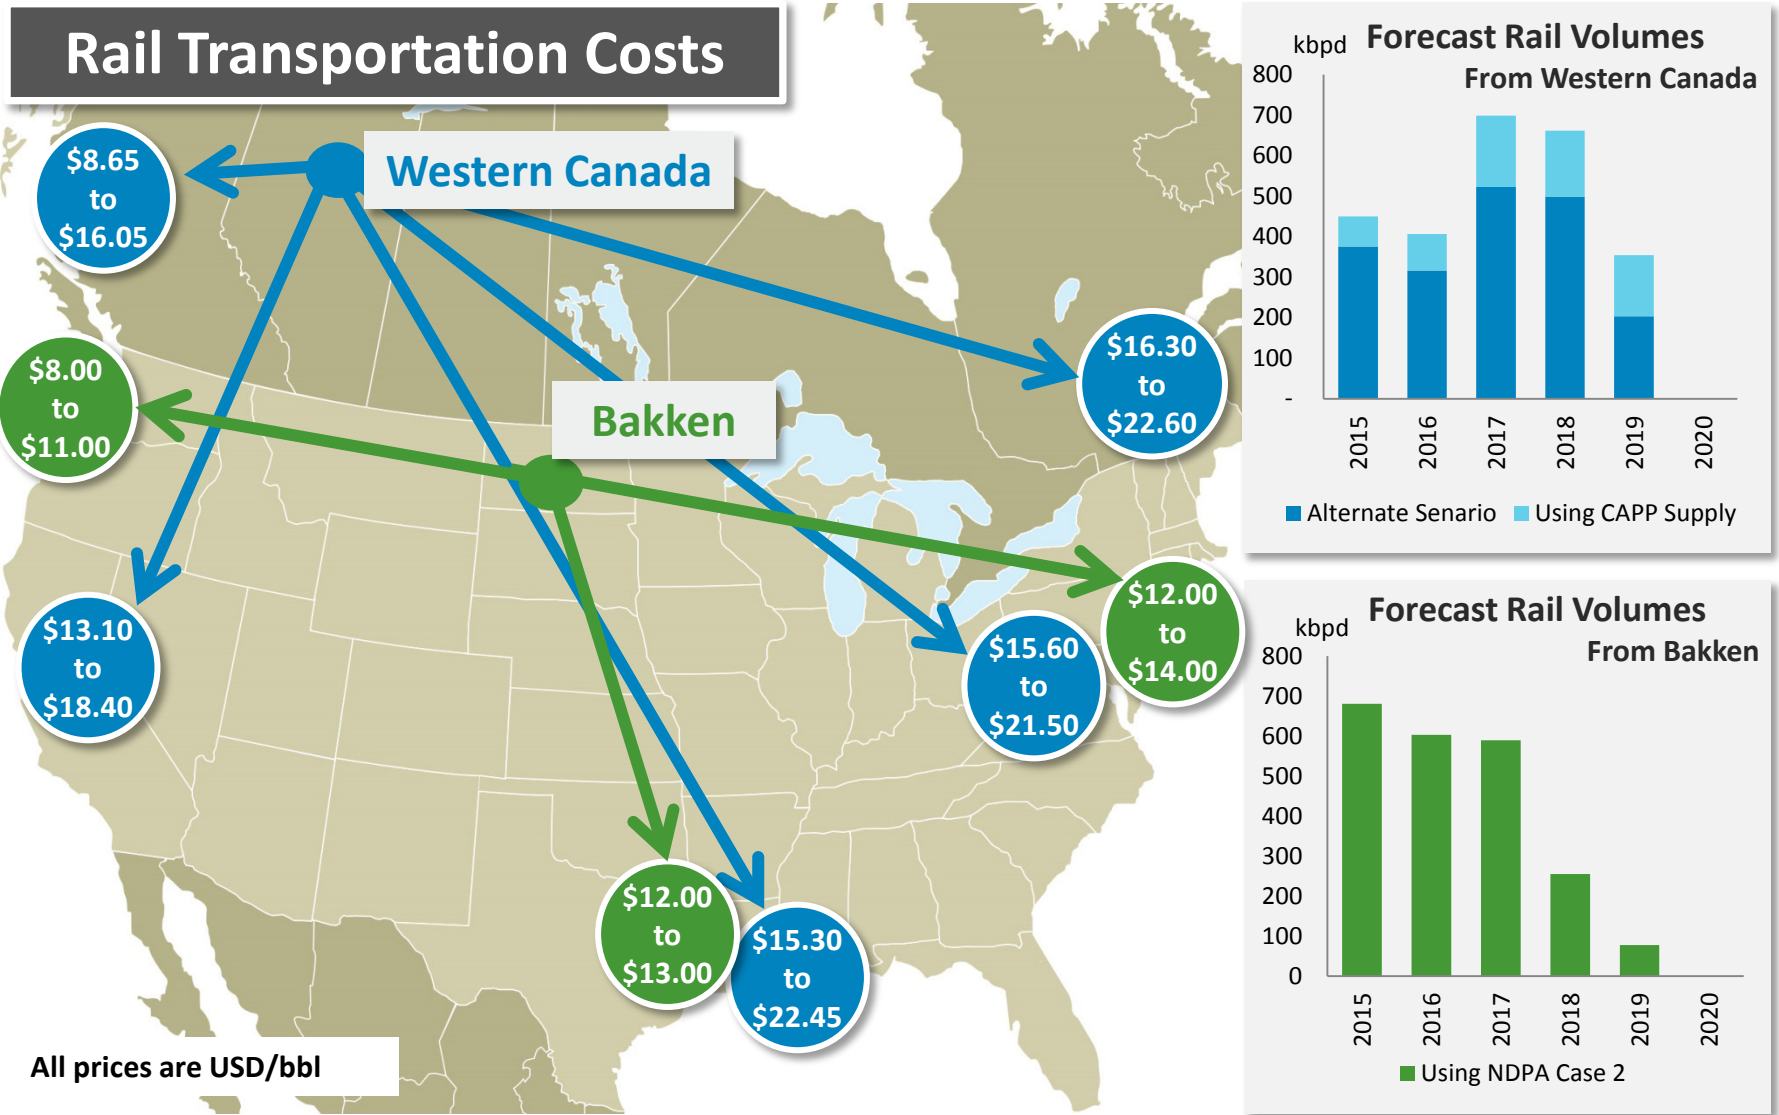 Rail Transportation Costs
Western Canada
Bakken
$8.65
to
$16.05
$8.00
to
$11.00
$13.10
to
$18.40
$16.30
to
$22.60
$12.00
to
$14.00
$15.60
to
$21.50
$12.00
to
$13.00
$15.30
to
$22.45
All prices are USD/bbl
kbpd
Forecast Rail Volumes
From Western Canada
800
700
600
500
400
300
200
100
-
2015
2016
2017
2018
2019
2020
Alternate Senario
Using CAPP Supply
Forecast Rail Volumes
kbpd
From Bakken
800
700
600
500
400
300
200
100
0
2015
2016
2017
2018
2019
2020
Using NDPA Case 2